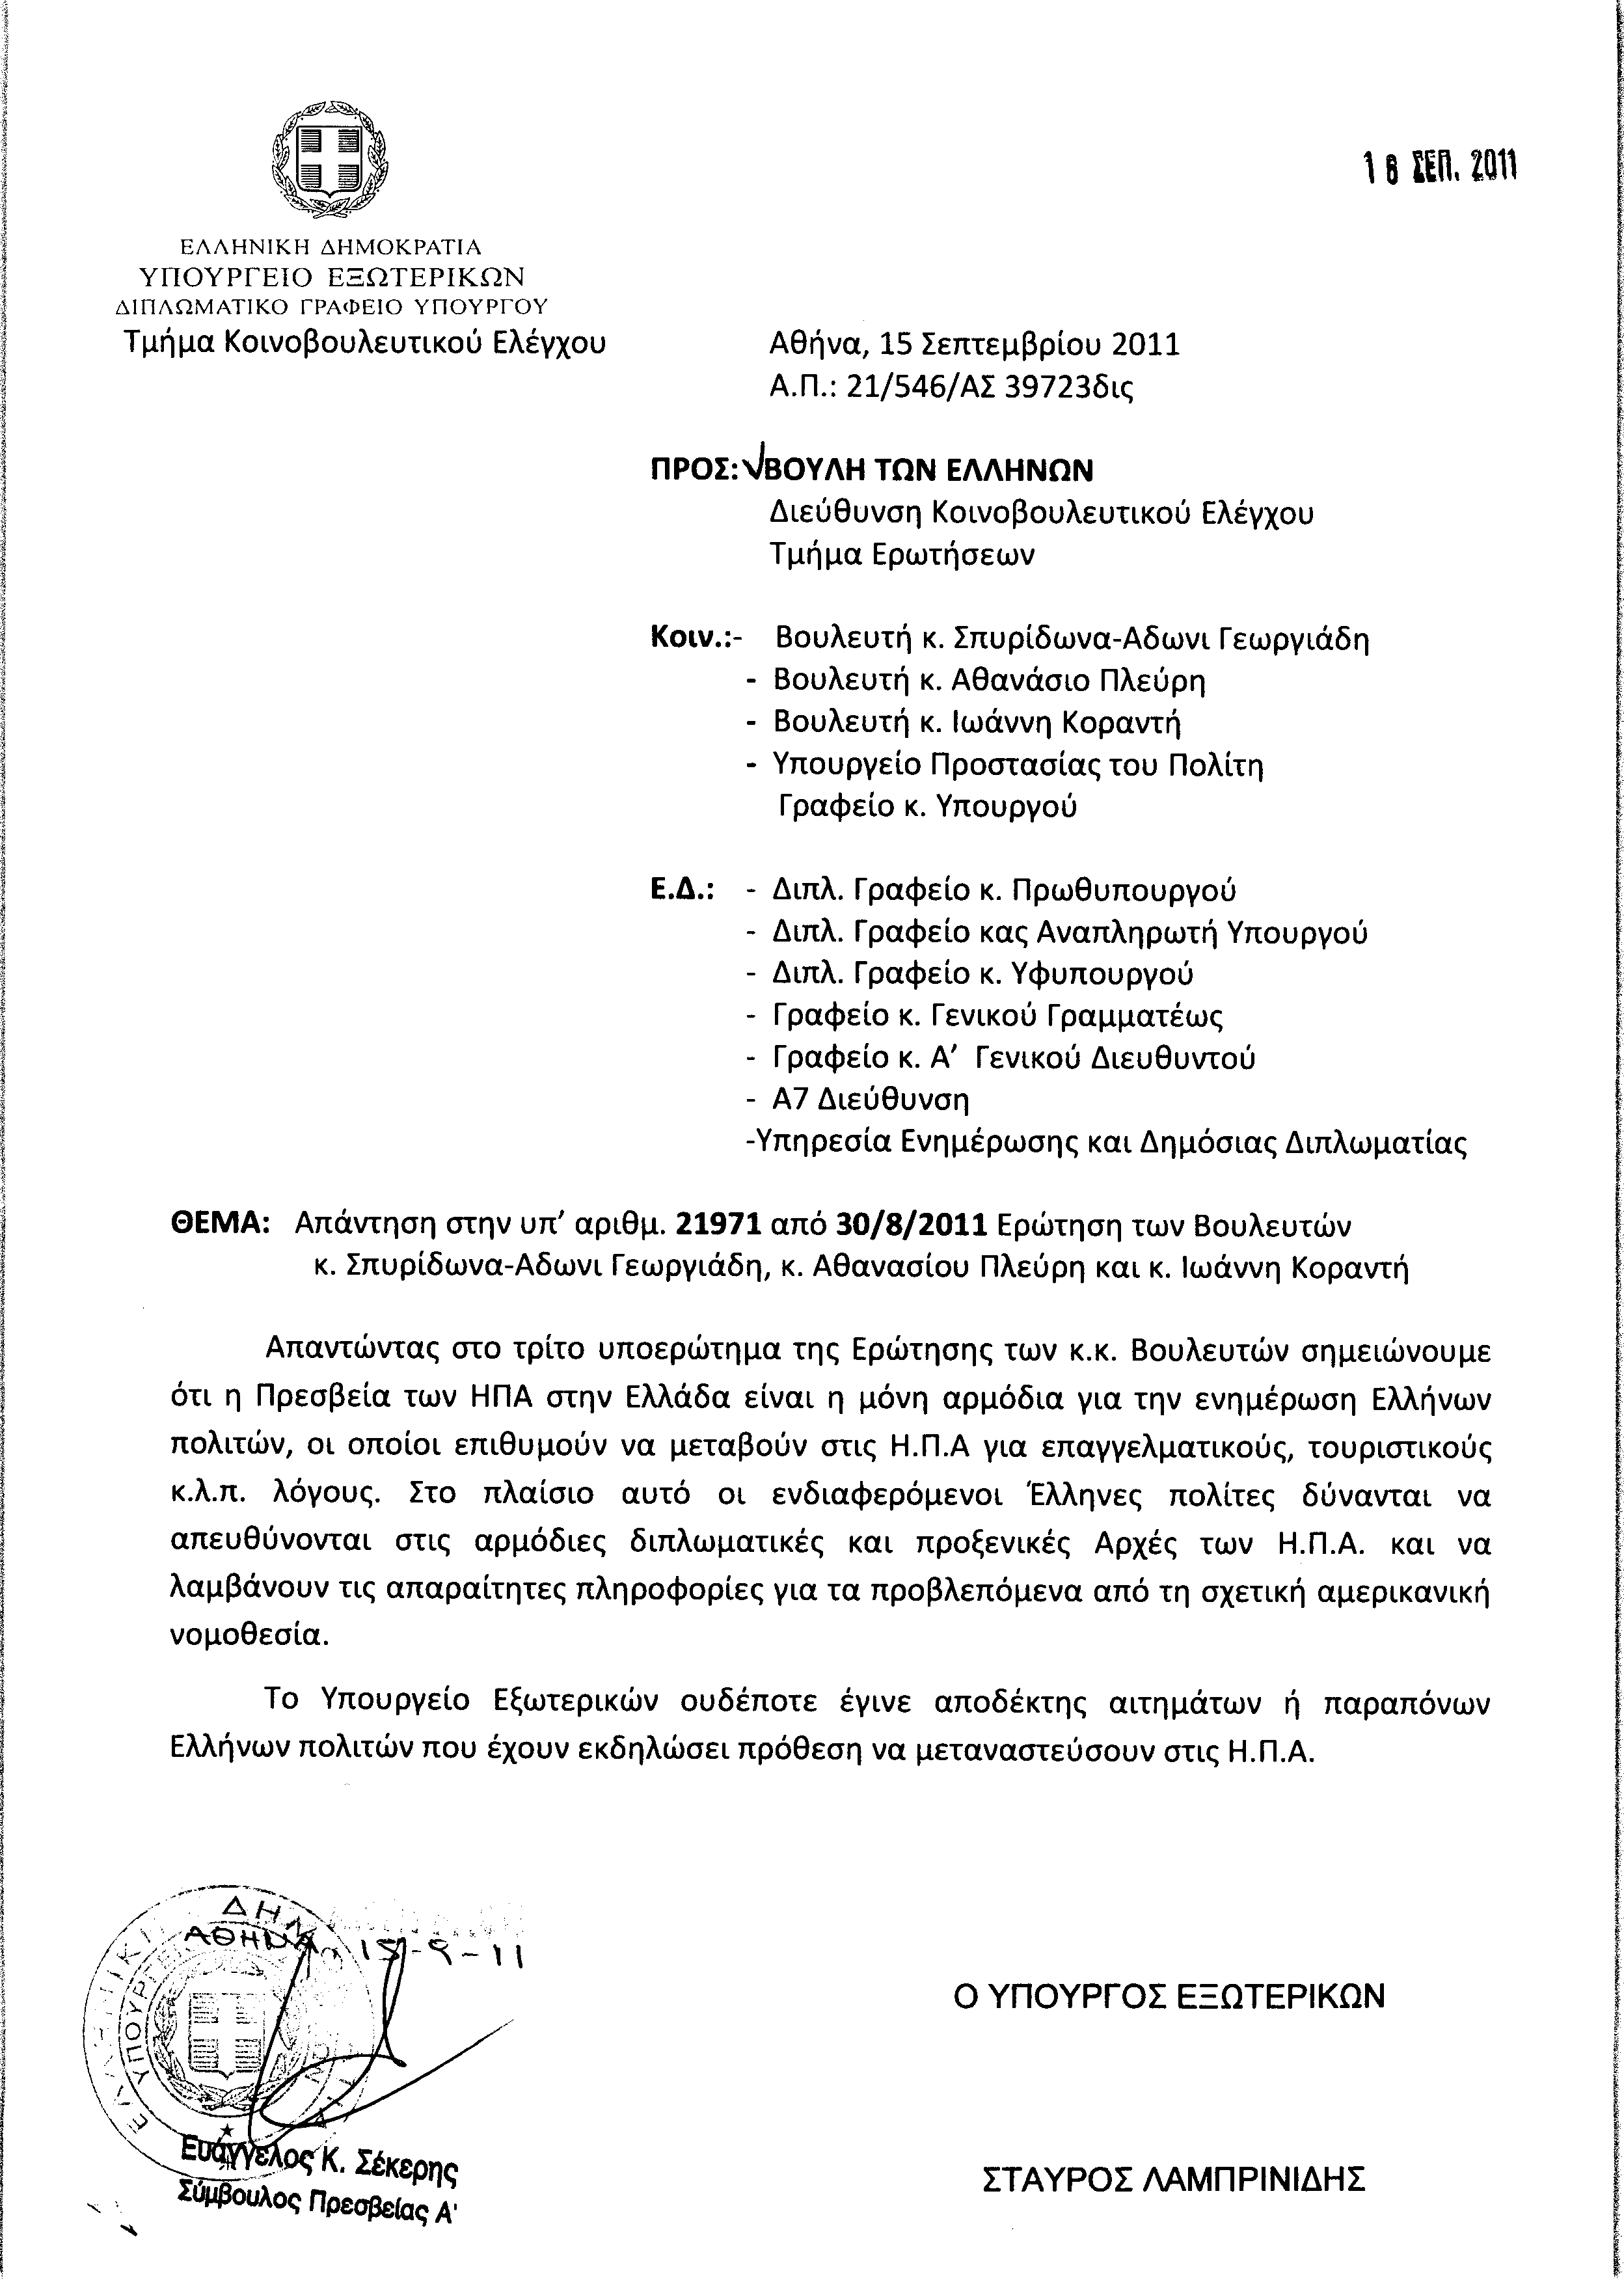 16 ΣΕΠ. 2011
ΕΛΛΗΝΙΚΗ ΔΗΜΟΚΡΑΤΙΑ
ΥΠΟΥΡΓΕΙΟ ΕΞΩΤΕΡΙΚΩΝ
ΔΙΠΛΩΜΑΤΙΚΟ ΓΡΑΦΕΙΟ ΥΠΟΥΡΓΟΥ
Τμήμα Κοινοβουλευτικού Ελέγχου
Αθήνα, 15 Σεπτεμβρίου 2011
Α.Π.: 21/546/ΑΣ 39723δις
ΠΡΟΣ: ΒΟΥΛΗ ΤΩΝ ΕΛΛΗΝΩΝ
Διεύθυνση Κοινοβουλευτικού Ελέγχου
Τμήμα Ερωτήσεων
Κοιν.:- Βουλευτή κ. Σπυρίδωνα-Αδωνι Γεωργιάδη
- Βουλευτή κ. Αθανάσιο Πλεύρη
- Βουλευτή κ. Ιωάννη Κοραντή
- Υπουργείο Προστασίας του Πολίτη
Γραφείο κ. Υπουργού
Ε.Δ.: - Διπλ. Γραφείο κ. Πρωθυπουργού
- Διπλ. Γραφείο κας Αναπληρωτή Υπουργού
- Διπλ. Γραφείο κ. Υφυπουργού
- Γραφείο κ. Γενικού Γραμματέως
- Γραφείο κ. Α' Γενικού Διευθυντού
- Α7 Διεύθυνση
-Υπηρεσία Ενημέρωσης και Δημόσιας Διπλωματίας
ΘΕΜΑ: Απάντηση στην υπ' αριθμ. 21971 από 30/8/2011 Ερώτηση των Βουλευτών
κ. Σπυρίδωνα-Αδωνι Γεωργιάδη, κ. Αθανασίου Πλεύρη και κ. Ιωάννη Κοραντή
Απαντώντας στο τρίτο υποερώτημα της Ερώτησης των κ.κ. Βουλευτών σημειώνουμε
ότι η Πρεσβεία των ΗΠΑ στην Ελλάδα είναι η μόνη αρμόδια για την ενημέρωση Ελλήνων
πολιτών, οι οποίοι επιθυμούν να μεταβούν στις Η.Π.Α για επαγγελματικούς, τουριστικούς
κ.λ.π. λόγους. Στο πλαίσιο αυτό οι ενδιαφερόμενοι Έλληνες πολίτες δύνανται να
απευθύνονται στις αρμόδιες διπλωματικές και προξενικές Αρχές των Η.Π.Α. και να
λαμβάνουν τις απαραίτητες πληροφορίες για τα προβλεπόμενα από τη σχετική αμερικανική
νομοθεσία.
Το Υπουργείο Εξωτερικών ουδέποτε έγινε αποδέκτης αιτημάτων ή παραπόνων
Ελλήνων πολιτών που έχουν εκδηλώσει πρόθεση να μεταναστεύσουν στις Η.Π.Α.
ΑΘΗΝΑ 15-9-11
Ο ΥΠΟΥΡΓΟΣ ΕΞΩΤΕΡΙΚΩΝ
Ευάγγελος Κ. Σέκερης
Σύμβουλος Πρεσβείας Α'
ΣΤΑΥΡΟΣ ΛΑΜΠΡΙΝΙΔΗΣ